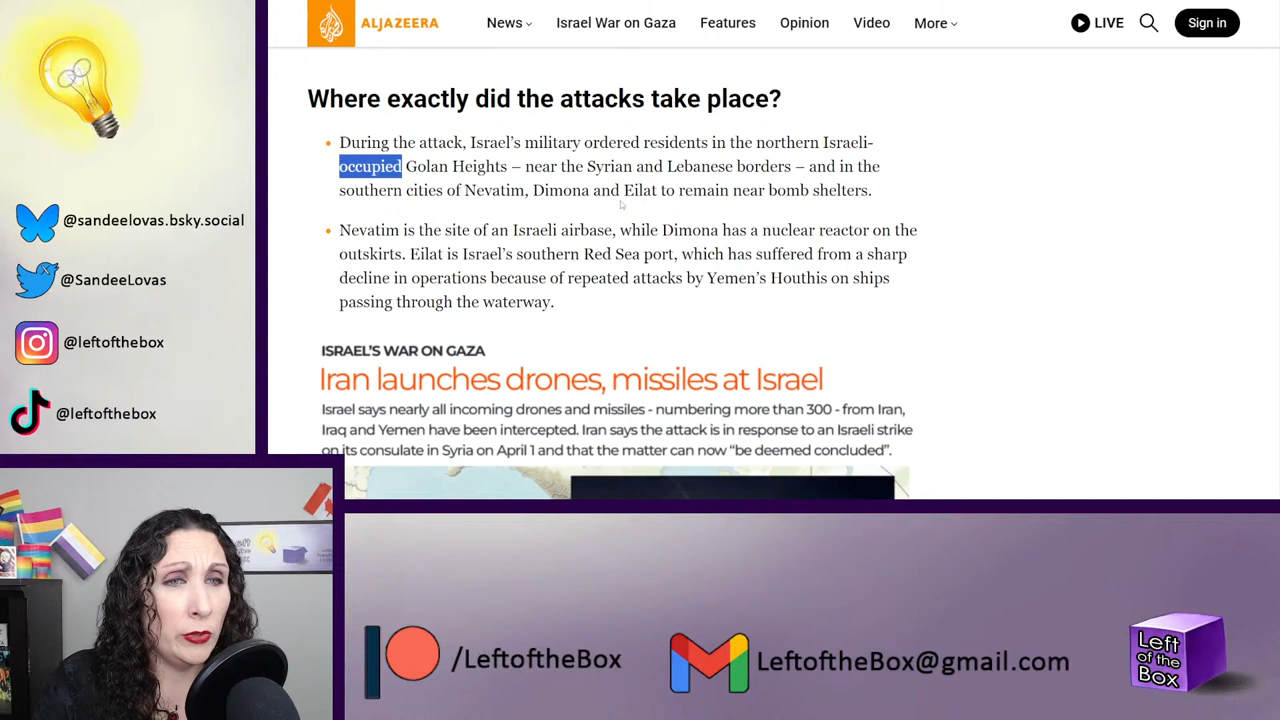 ALJAZEERA
News
Israel War on Gaza
Features
Opinion
Video
More
LIVE
Sign in
Where exactly did the attacks take place?
During the attack, Israel’s military ordered residents in the northern Israeli-
occupied Golan Heights – near the Syrian and Lebanese borders – and in the
southern cities of Nevatim, Dimona and Eilat to remain near bomb shelters.
Nevatim is the site of an Israeli airbase, while Dimona has a nuclear reactor on the
outskirts. Eilat is Israel’s southern Red Sea port, which has suffered from a sharp
decline in operations because of repeated attacks by Yemen’s Houthis on ships
passing through the waterway.
ISRAEL’S WAR ON GAZA
Iran launches drones, missiles at Israel
Israel says nearly all incoming drones and missiles - numbering more than 300 - from Iran,
Iraq and Yemen have been intercepted. Iran says the attack is in response to an Israeli strike
on its consulate in Syria on April 1 and that the matter can now “be deemed concluded”.
@sandeelovas.bsky.social
@SandeeLovas
@leftofthebox
@leftofthebox
/LeftoftheBox
LeftoftheBox@gmail.com
Left
of the
Box